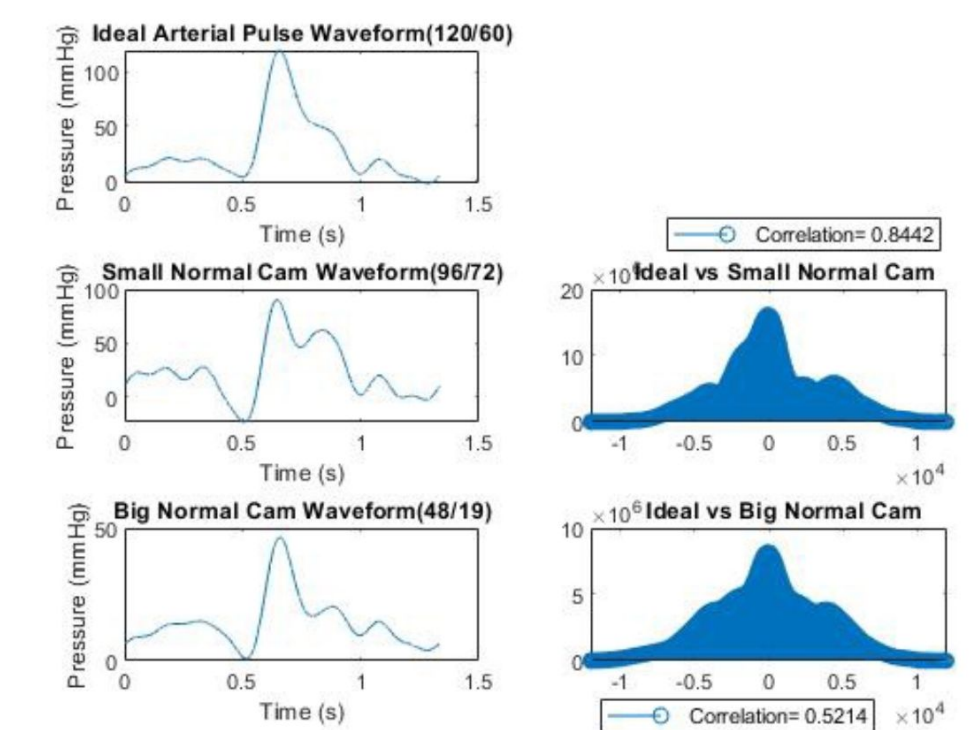 Ideal Arterial Pulse Waveform(120/60)
Pressure (mmHg)
100
50
0
0 0.5 1 1.5
Time (s)
Correlation= 0.8442
Small Normal Cam Waveform(96/72)
Pressure (mmHg)
100
50
0
0 0.5 1 1.5
Time (s)
×10
Ideal vs Small Normal Cam
20
10
0
-1 -0.5 0 0.5 1
×10⁴
Big Normal Cam Waveform(48/19)
Pressure (mmHg)
50
0
0 0.5 1 1.5
Time (s)
×10⁶
Ideal vs Big Normal Cam
10
5
0
-1 -0.5 0 0.5 1
×10⁴
Correlation= 0.5214